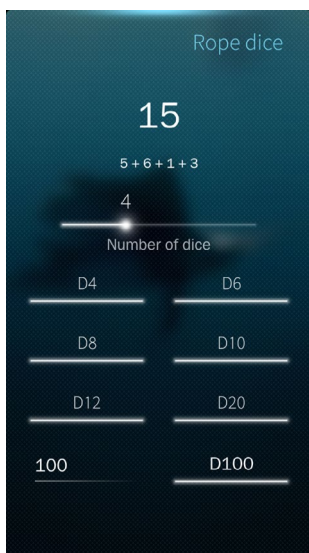 Rope dice
15
5+6+1+3
4
Number of dice
D4 D6
D8 D10
D12 D20
100 D100